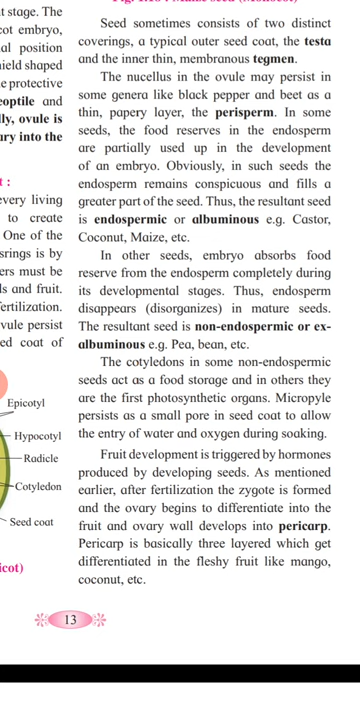 t stage. The
cot embryo,
al position
ield shaped
e protective
eoptile and
lly, ovule is
ary into the
t :
every living
to create
One of the
srings is by
ers must be
ls and fruit.
fertilization.
vule persist
ed coat of
Epicotyl
Hypocotyl
Radicle
Cotyledon
Seed coat
icot)
Seed sometimes consists of two distinct
coverings, a typical outer seed coat, the testa
and the inner thin, membranous tegmen.
The nucellus in the ovule may persist in
some genera like black pepper and beet as a
thin, papery layer, the perisperm. In some
seeds, the food reserves in the endosperm
are partially used up in the development
of an embryo. Obviously, in such seeds the
endosperm remains conspicuous and fills a
greater part of the seed. Thus, the resultant seed
is endospermic or albuminous e.g. Castor,
Coconut, Maize, etc.
In other seeds, embryo absorbs food
reserve from the endosperm completely during
its developmental stages. Thus, endosperm
disappears (disorganizes) in mature seeds.
The resultant seed is non-endospermic or ex-
albuminous e.g. Pea, bean, etc.
The cotyledons in some non-endospermic
seeds act as a food storage and in others they
are the first photosynthetic organs. Micropyle
persists as a small pore in seed coat to allow
the entry of water and oxygen during soaking.
Fruit development is triggered by hormones
produced by developing seeds. As mentioned
earlier, after fertilization the zygote is formed
and the ovary begins to differentiate into the
fruit and ovary wall develops into pericarp.
Pericarp is basically three layered which get
differentiated in the fleshy fruit like mango,
coconut, etc.
13